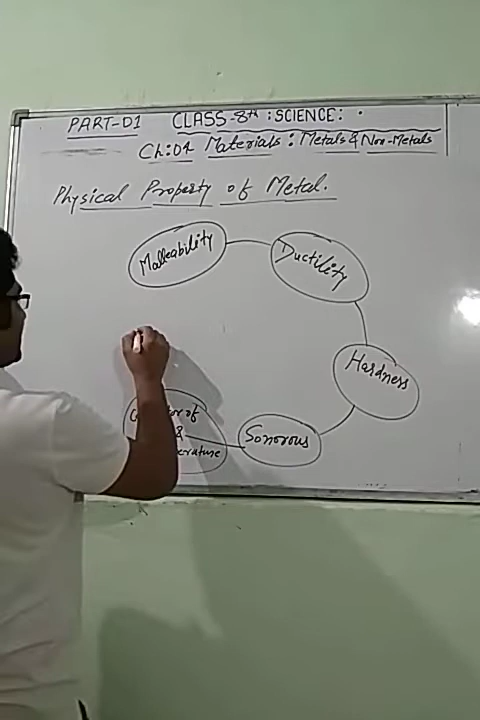 PART-01 CLASS-8th : SCIENCE:
Ch:04 Materials : Metals & Non-Metals
Physical Property of Metal.
Malleability
Ductility
Hardness
Sonorous
of
&